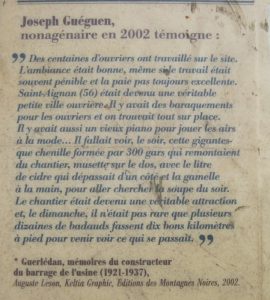 Joseph Guéguen,
nonagénaire en 2002 témoigne :
" Des centaines d'ouvriers ont travaillé sur le site.
L'ambiance était bonne, même si le travail était
souvent pénible et la paie pas toujours excellente.
Saint-Aignan (56) était devenu une véritable
petite ville ouvrière. Il y avait des baraquements
pour les ouvriers et on trouvait tout sur place.
Il y avait aussi un vieux piano pour jouer les airs
à la mode... Il fallait voir, le soir, cette gigantes-
que chenille formée par 300 gars qui remontaient
du chantier, musette sur le dos, avec le litre
de cidre qui dépassait d'un côté et la gamelle
à la main, pour aller chercher la soupe du soir.
Le chantier était devenu une véritable attraction
et, le dimanche, il n'était pas rare que plusieurs
dizaines de badauds fassent dix bons kilomètres
à pied pour venir voir ce qui se passait. "
* Guerlédan, mémoires du constructeur
du barrage de l'usine (1921-1937),
Auguste Leson, Keltia Graphic, Editions des Montagnes Noires, 2002.